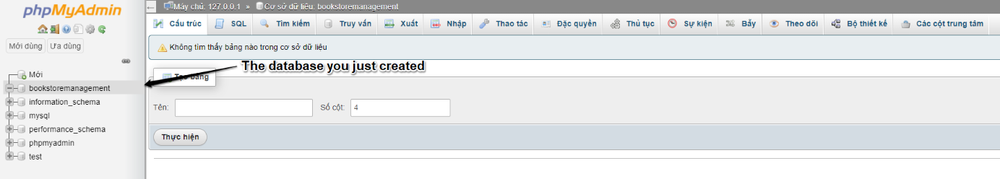 phpMyAdmin
Mới dùng Ưa dùng
Mới
bookstoremanagement
information_schema
mysql
performance_schema
phpmyadmin
test
Máy chủ: 127.0.0.1 » Cơ sở dữ liệu: bookstoremanagement
Cấu trúc SQL Tìm kiếm Truy vấn Xuất Nhập Thao tác Đặc quyền Thủ tục Sự kiện Bẫy Theo dõi Bộ thiết kế Các cột trung tâm
Không tìm thấy bảng nào trong cơ sở dữ liệu
The database you just created
Tạo bảng
Tên: Số cột: 4
Thực hiện